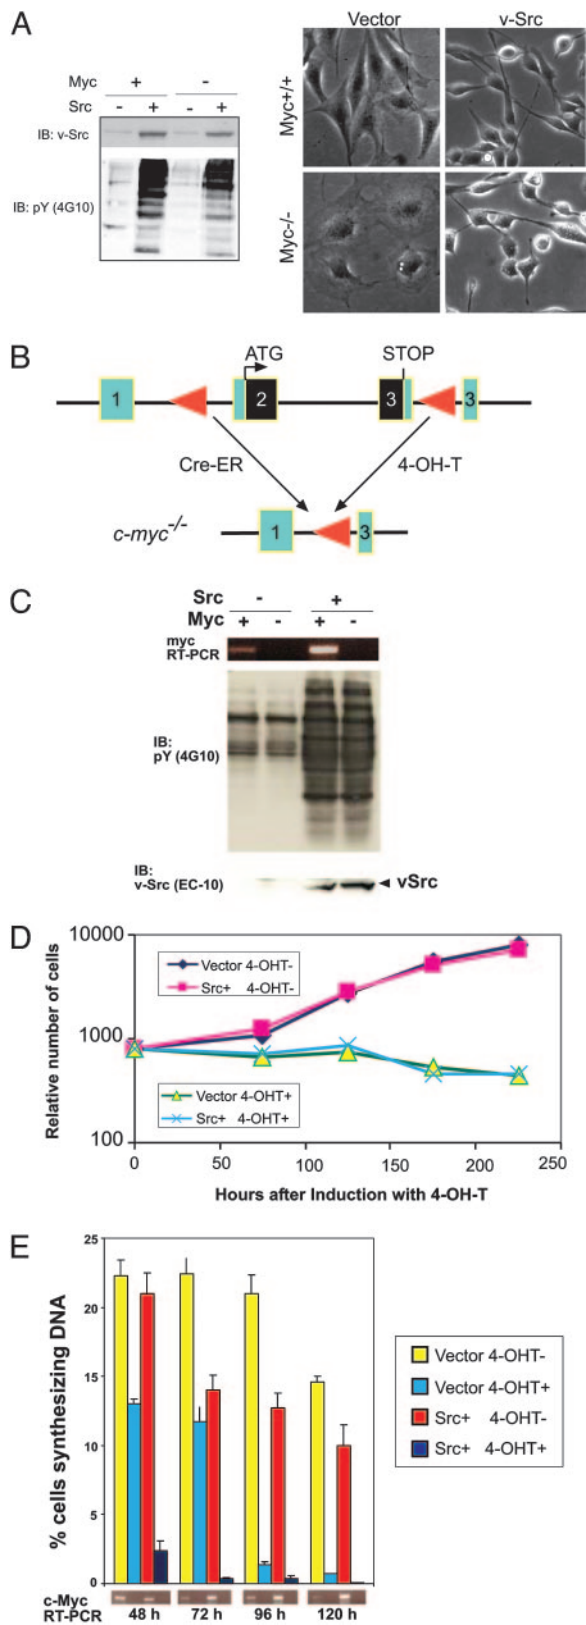 A
Vector v-Src
Myc + -
Src - + - +
IB: v-Src
IB: pY (4G10)
Myc+/+
Myc-/-
B
ATG STOP
1 2 3 3
Cre-ER 4-OH-T
c-myc-/-
1 3
C
Src - +
Myc + - + -
myc
RT-PCR
IB:
pY (4G10)
IB:
v-Src (EC-10)
vSrc
D
Relative number of cells
10000
1000
100
Vector 4-OHT-
Src+ 4-OHT-
Vector 4-OHT+
Src+ 4-OHT+
0 50 100 150 200 250
Hours after Induction with 4-OH-T
E
% cells synthesizing DNA
25
20
15
10
5
0
Vector 4-OHT-
Vector 4-OHT+
Src+ 4-OHT-
Src+ 4-OHT+
c-Myc
RT-PCR
48 h 72 h 96 h 120 h